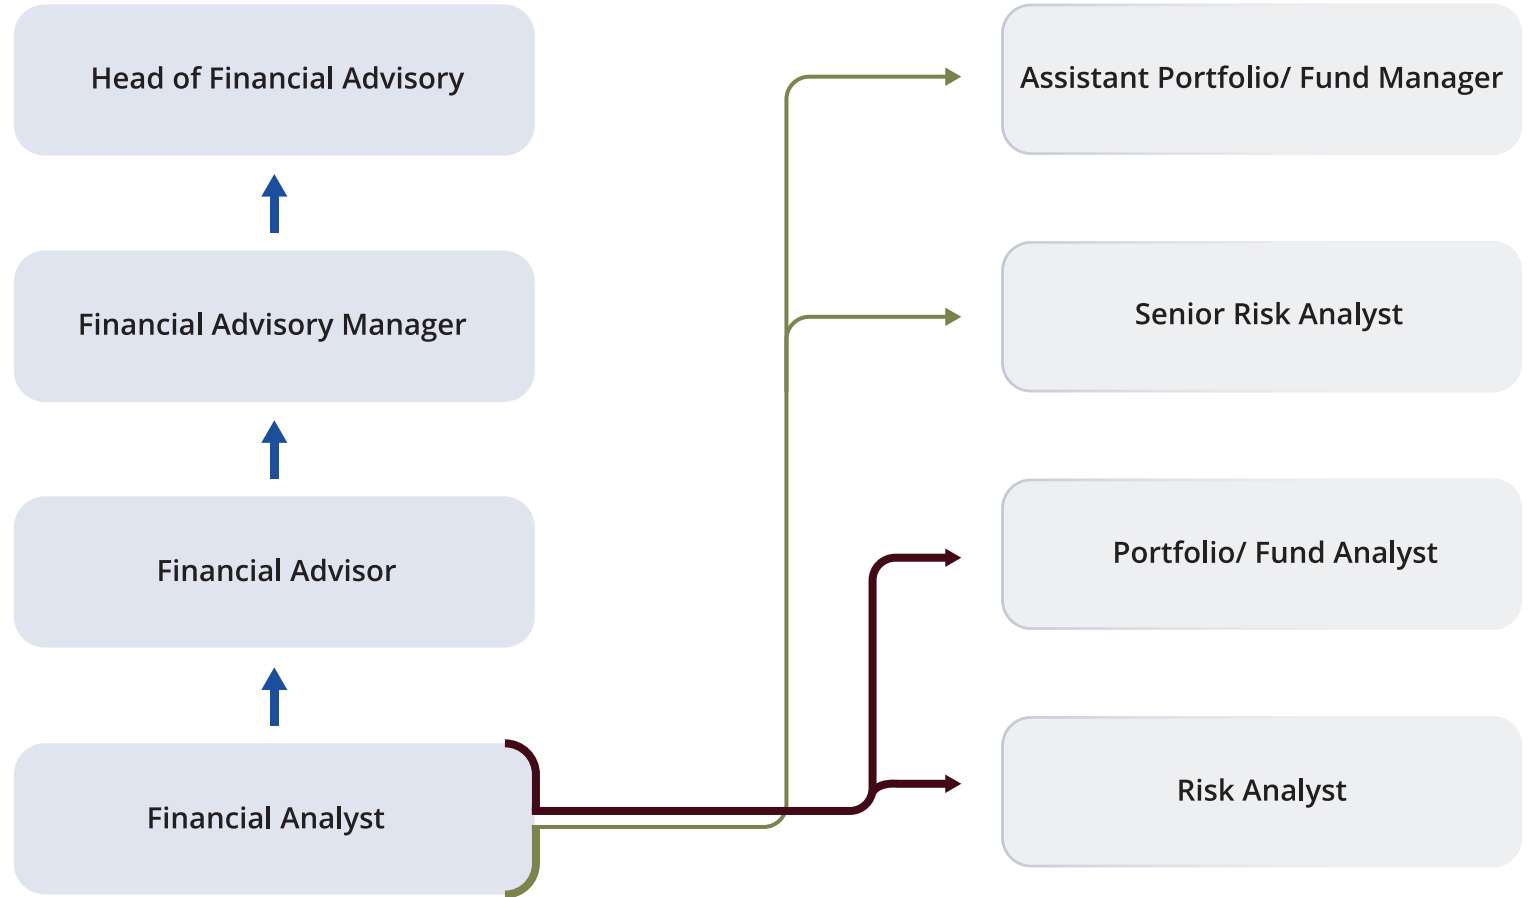 Head of Financial Advisory
Assistant Portfolio/ Fund Manager
Financial Advisory Manager
Senior Risk Analyst
Financial Advisor
Portfolio/ Fund Analyst
Financial Analyst
Risk Analyst